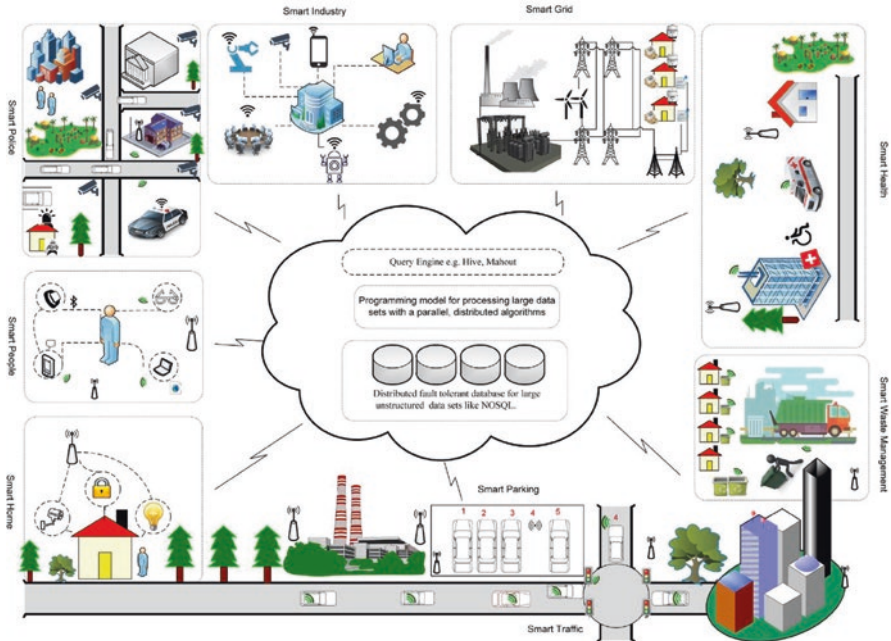 Smart Industry
Smart Grid
Smart Police
Smart Health
Query Engine e.g. Hive, Mahout
Programming model for processing large data
sets with a parallel, distributed algorithms
Distributed fault tolerant database for large
unstructured data sets like NOSQL.
Smart People
Smart Waste Management
Smart Home
Smart Parking
1 2 3 4 5
4
Smart Traffic